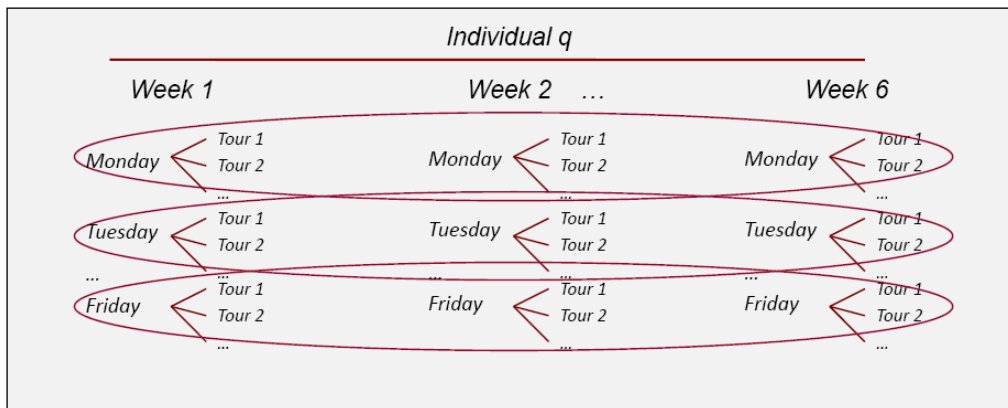 Individual q
Week 1 Week 2 ... Week 6
Tour 1 Tour 1 Tour 1
Monday Tour 2 Monday Tour 2 Monday Tour 2
... ... ...
Tour 1 Tour 1 Tour 1
Tuesday Tour 2 Tuesday Tour 2 Tuesday Tour 2
... ... ... ... ... ...
Tour 1 Tour 1 Tour 1
Friday Tour 2 Friday Tour 2 Friday Tour 2
... ... ...